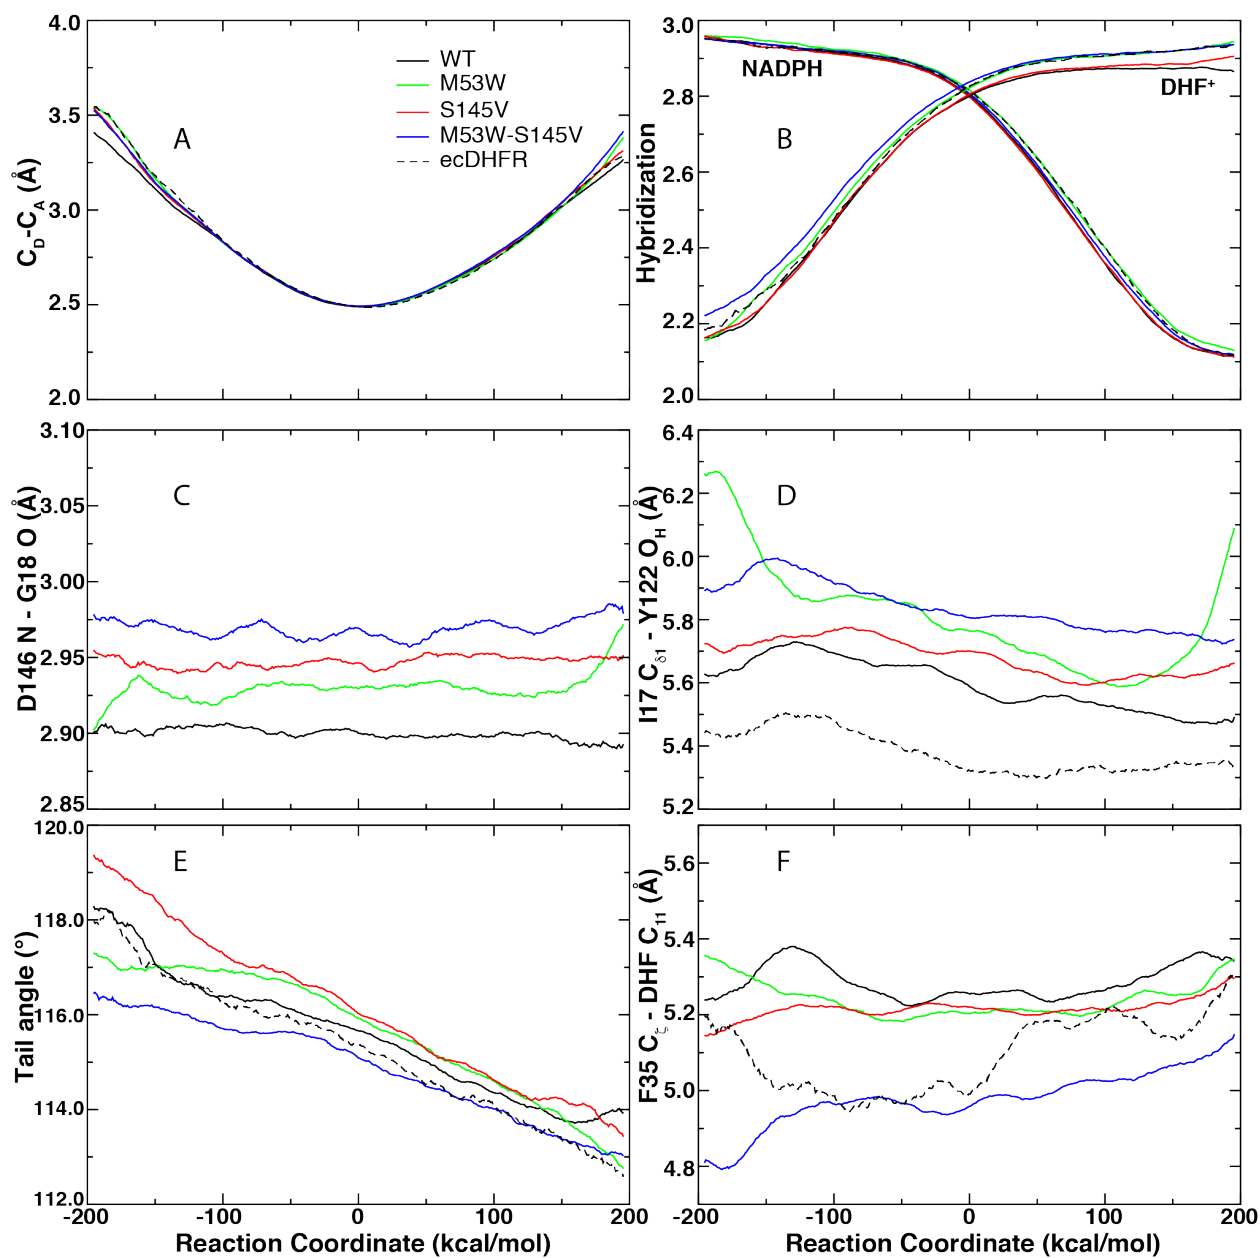 4.0
3.5
3.0
2.5
2.0
C_D-C_A (Å)
A
WT
M53W
S145V
M53W-S145V
ecDHFR
3.0
2.8
2.6
2.4
2.2
2.0
Hybridization
NADPH
DHF⁺
B
3.10
3.05
3.00
2.95
2.90
2.85
D146 N - G18 O (Å)
C
6.4
6.2
6.0
5.8
5.6
5.4
5.2
I17 C_δ1 - Y122 O_H (Å)
D
120.0
118.0
116.0
114.0
112.0
Tail angle (°)
E
-200 -100 0 100 200
Reaction Coordinate (kcal/mol)
5.6
5.4
5.2
5.0
4.8
F35 C_ζ - DHF C_11 (Å)
F
-200 -100 0 100 200
Reaction Coordinate (kcal/mol)